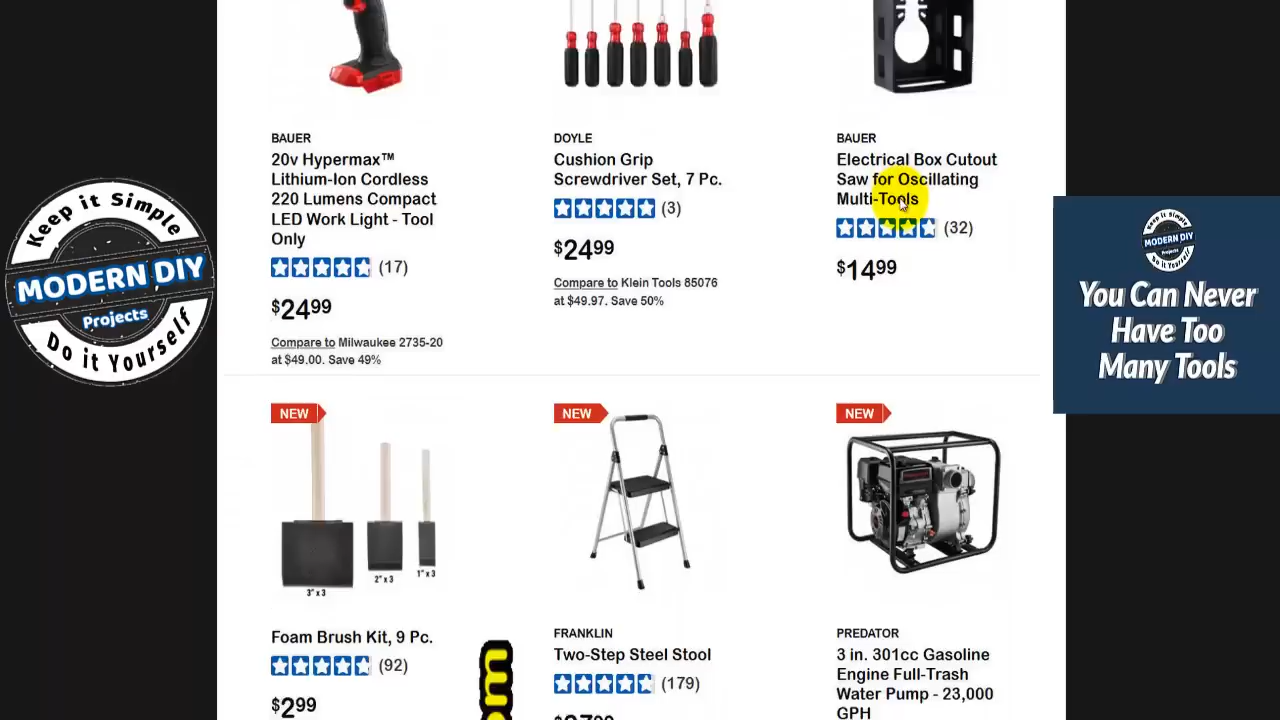 BAUER
20v Hypermax™
Lithium-Ion Cordless
220 Lumens Compact
LED Work Light - Tool
Only
(17)
$24.99
Compare to Milwaukee 2735-20
at $49.00. Save 49%
DOYLE
Cushion Grip
Screwdriver Set, 7 Pc.
(3)
$24.99
Compare to Klein Tools 85076
at $49.97. Save 50%
BAUER
Electrical Box Cutout
Saw for Oscillating
Multi-Tools
(32)
$14.99
Keep it Simple
MODERN DIY
Projects
Do it Yourself
Keep it Simple
MODERN DIY
Projects
Do it Yourself
You Can Never
Have Too
Many Tools
NEW
3" x 3
2" x 3
1" x 3
Foam Brush Kit, 9 Pc.
(92)
$2.99
NEW
FRANKLIN
Two-Step Steel Stool
(179)
NEW
PREDATOR
3 in. 301cc Gasoline
Engine Full-Trash
Water Pump - 23,000
GPH